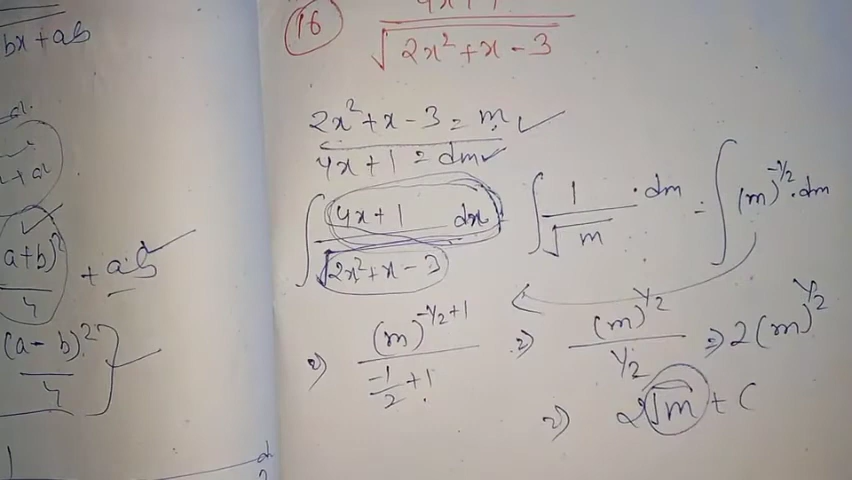 bx + ab
(a+b)²/4 + ab
(a-b)²/4
(16) 4x+1/√(2x²+x-3)
2x²+x-3 = m
4x+1 = dm
∫ (4x+1 dx)/√(2x²+x-3) ∫ 1/√m · dm = ∫ (m)^(-1/2) · dm
⇒ (m)^(-1/2+1)/(-1/2+1) ⇒ (m)^(1/2)/(1/2) ⇒ 2(m)^(1/2)
⇒ 2√m + C